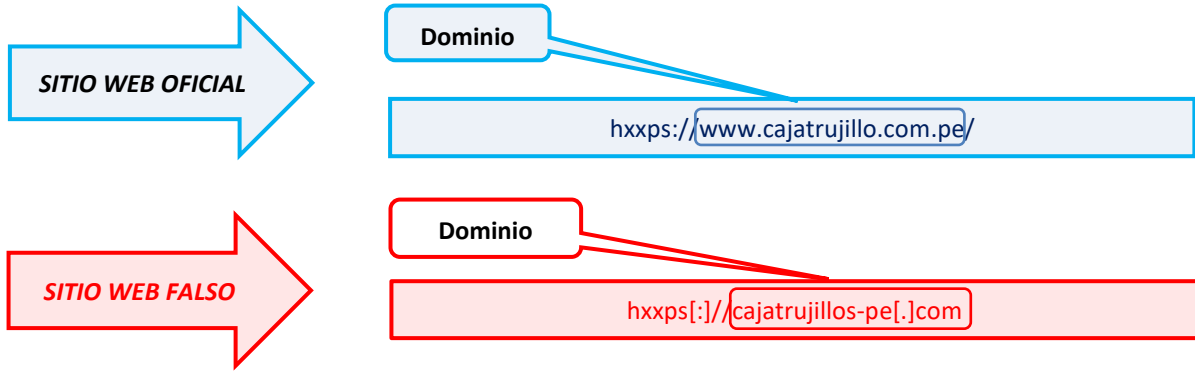 Dominio
SITIO WEB OFICIAL
hxxps://www.cajatrujillo.com.pe/
Dominio
SITIO WEB FALSO
hxxps[:]//cajatrujillos-pe[.]com